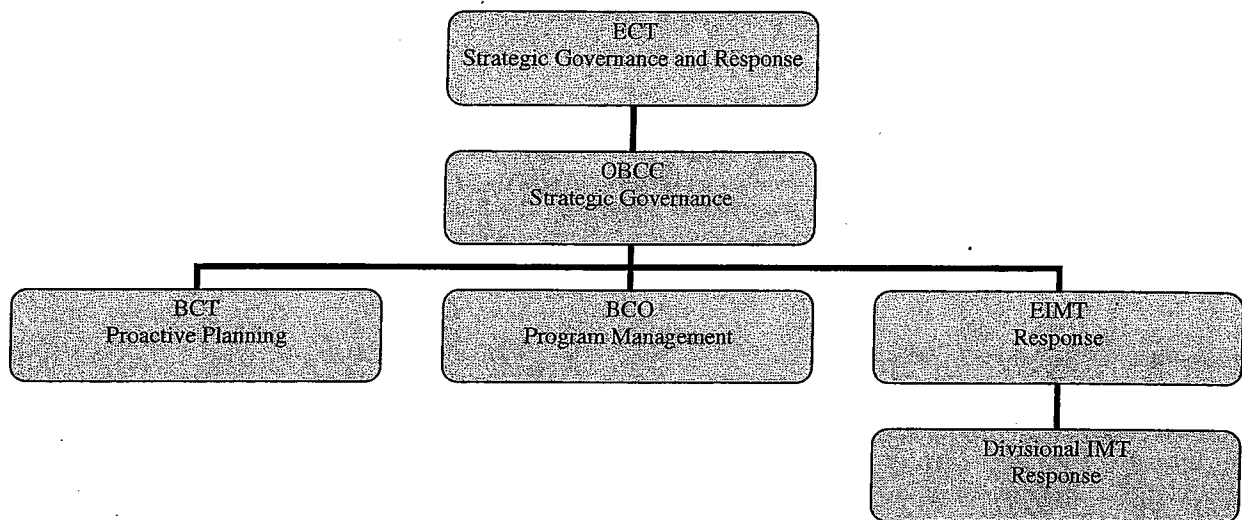 ECT
Strategic Governance and Response
OBCC
Strategic Governance
BCT
Proactive Planning
BCO
Program Management
EIMT
Response
Divisional IMT
Response